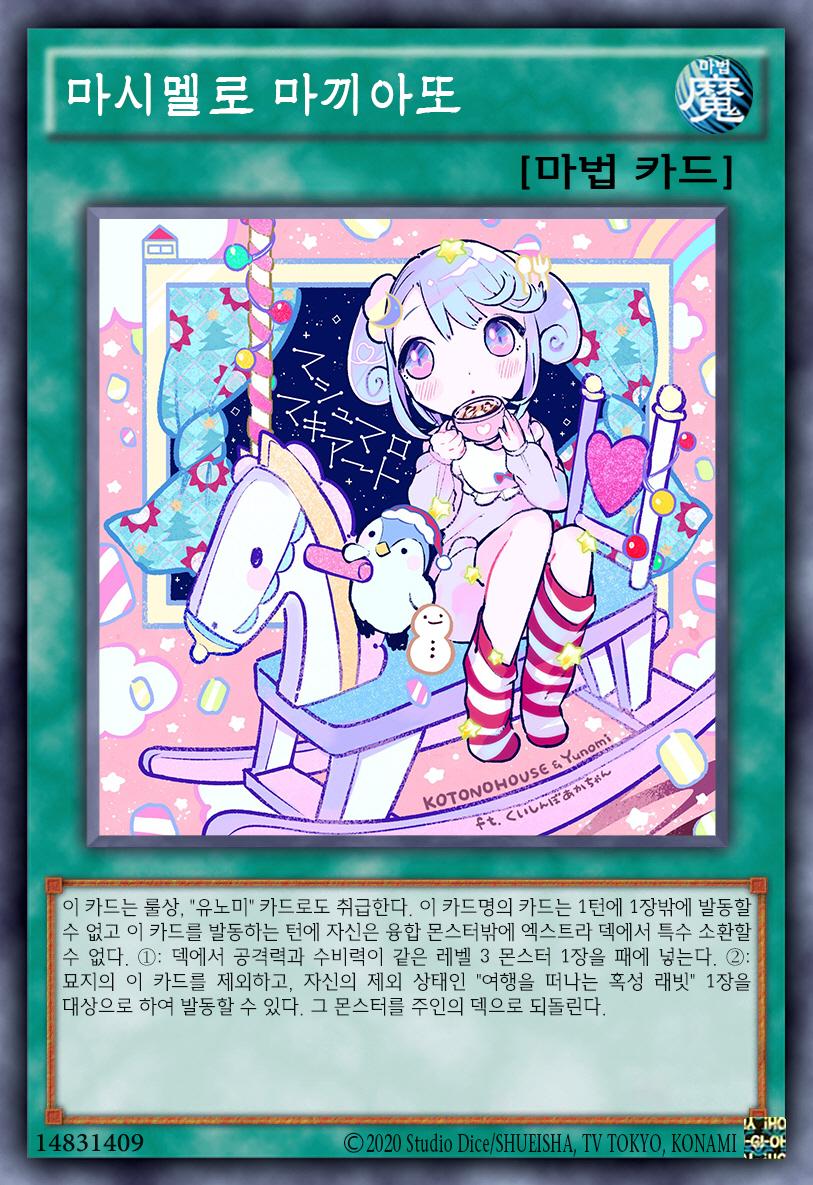 마시멜로 마끼아또
마법
魔
[마법 카드]
マシュマロ
マキアート
KOTONOHOUSE & Yunomi
ft. くいしんぼあかちゃん
이 카드는 룰상, "유노미" 카드로도 취급한다. 이 카드명의 카드는 1턴에 1장밖에 발동할
수 없고 이 카드를 발동하는 턴에 자신은 융합 몬스터밖에 엑스트라 덱에서 특수 소환할
수 없다. ①: 덱에서 공격력과 수비력이 같은 레벨 3 몬스터 1장을 패에 넣는다. ②:
묘지의 이 카드를 제외하고, 자신의 제외 상태인 "여행을 떠나는 혹성 래빗" 1장을
대상으로 하여 발동할 수 있다. 그 몬스터를 주인의 덱으로 되돌린다.
14831409
©2020 Studio Dice/SHUEISHA, TV TOKYO, KONAMI